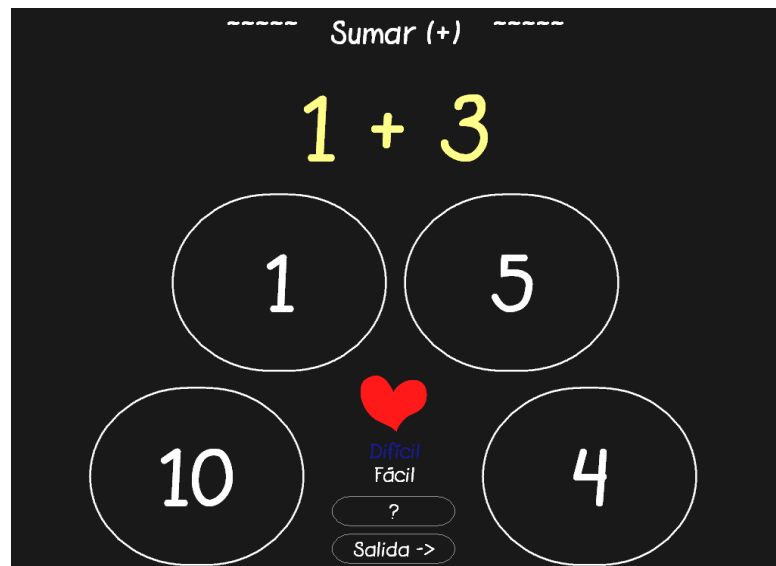 ~~~~~ Sumar (+) ~~~~~
1 + 3
1 5
10 4
Difícil
Fácil
?
Salida ->